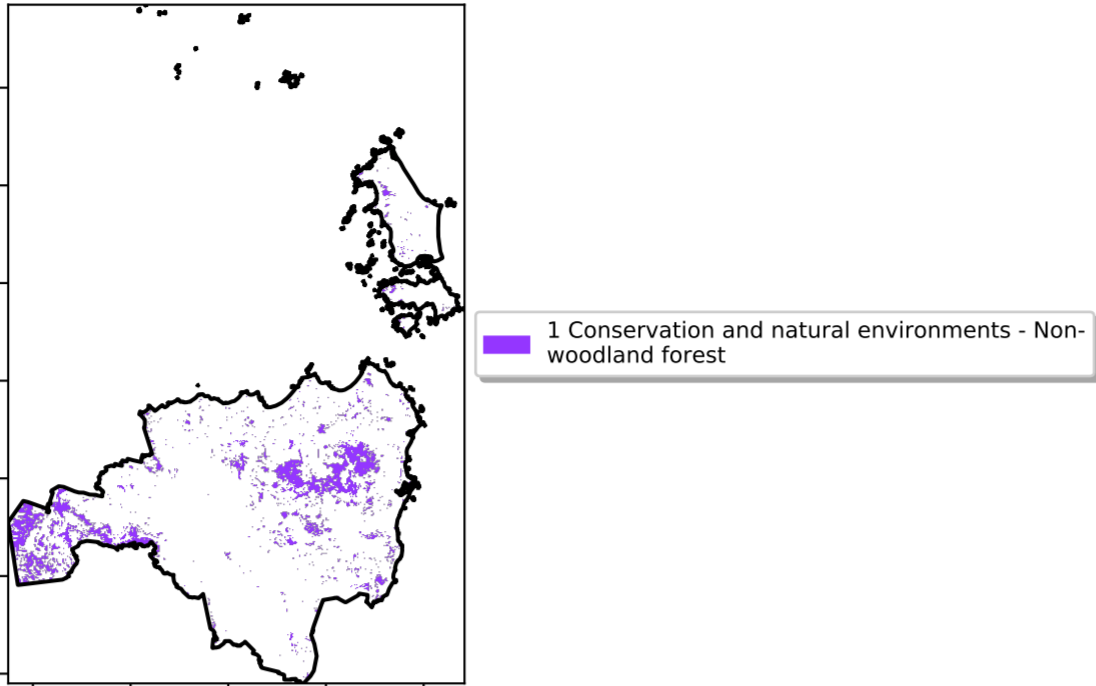 1 Conservation and natural environments - Non-
woodland forest